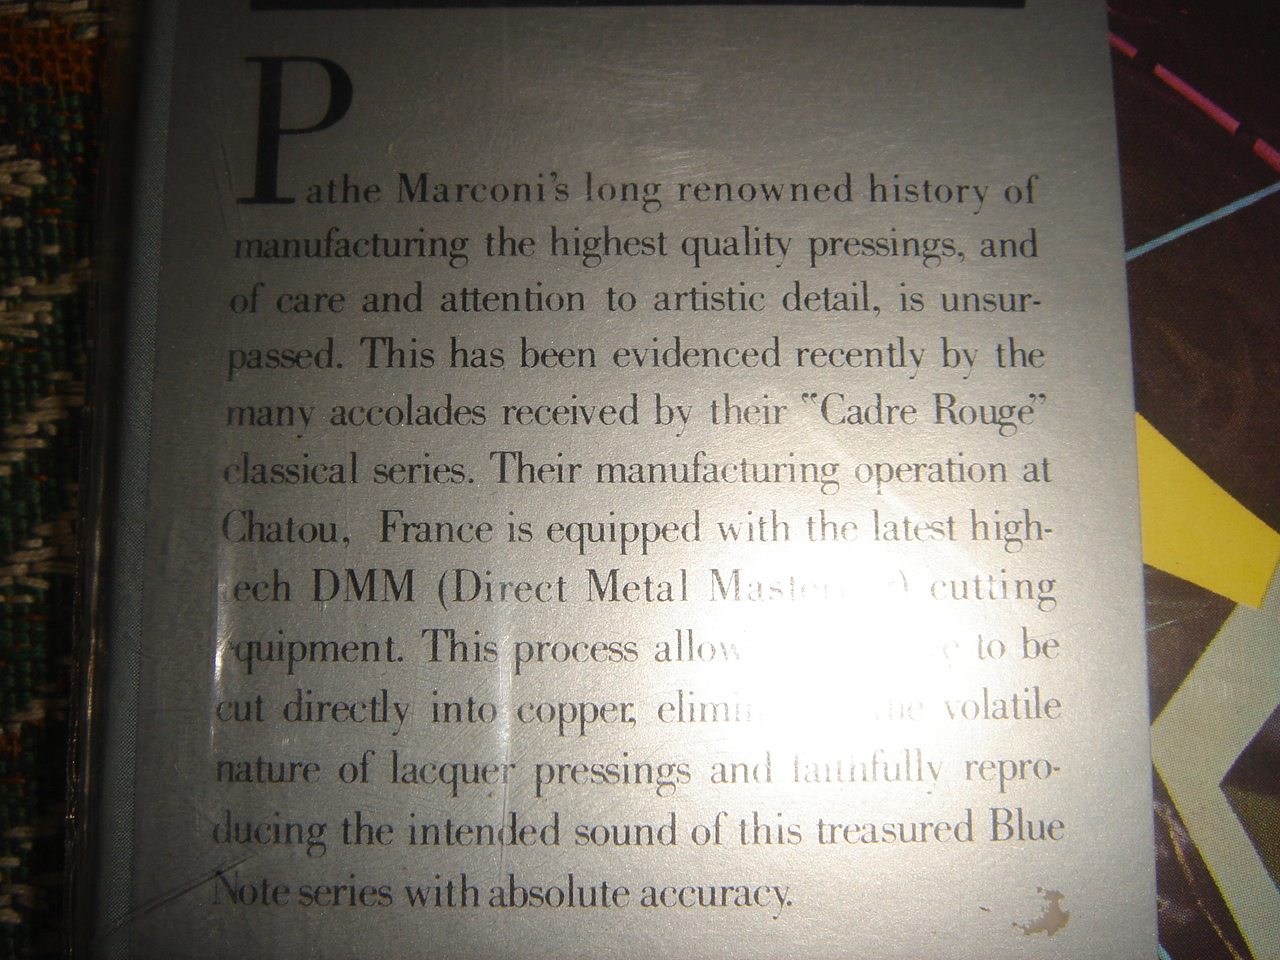 Pathe Marconi's long renowned history of
manufacturing the highest quality pressings, and
of care and attention to artistic detail, is unsur-
passed. This has been evidenced recently by the
many accolades received by their "Cadre Rouge"
classical series. Their manufacturing operation at
Chatou, France is equipped with the latest high-
tech DMM (Direct Metal cutting
equipment. This process to be
cut directly into copper, the volatile
nature of lacquer pressings and faithfully repro-
ducing the intended sound of this treasured Blue
Note series with absolute accuracy.